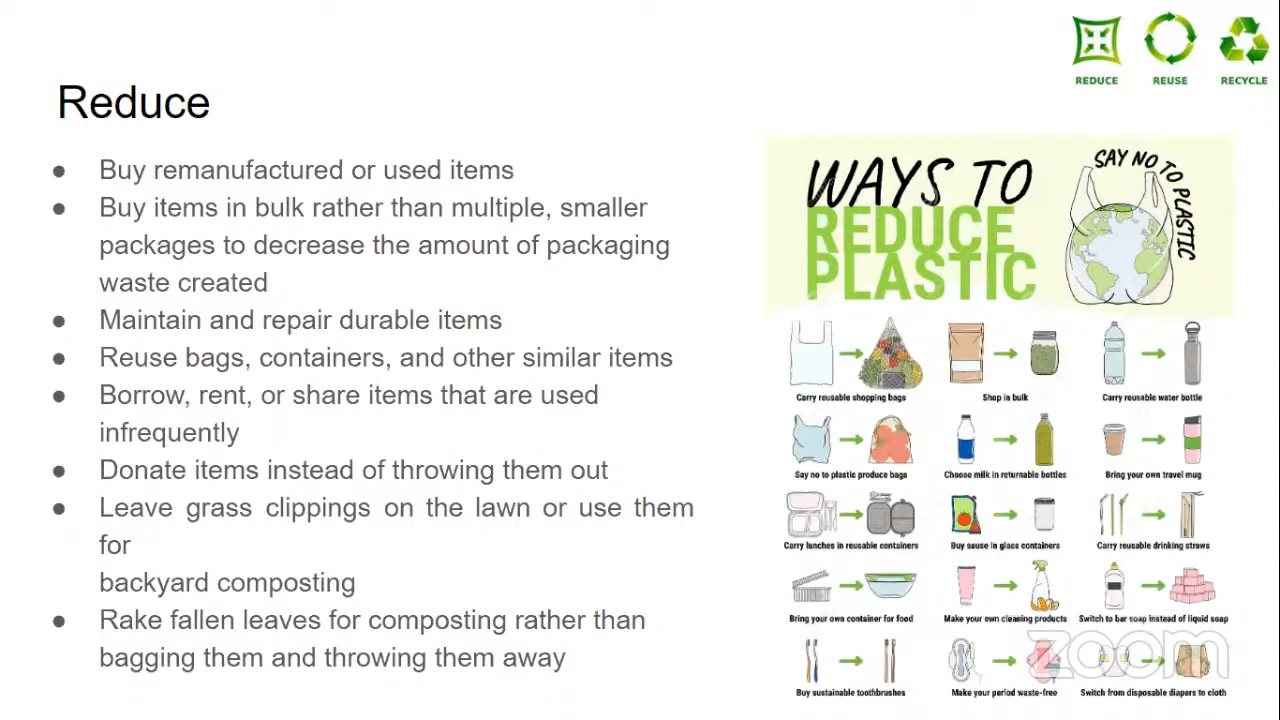 REDUCE REUSE RECYCLE
Reduce
● Buy remanufactured or used items
● Buy items in bulk rather than multiple, smaller
packages to decrease the amount of packaging
waste created
● Maintain and repair durable items
● Reuse bags, containers, and other similar items
● Borrow, rent, or share items that are used
infrequently
● Donate items instead of throwing them out
● Leave grass clippings on the lawn or use them
for
backyard composting
● Rake fallen leaves for composting rather than
bagging them and throwing them away
WAYS TO
REDUCE
PLASTIC
SAY NO TO PLASTIC
Carry reusable shopping bags
Shop in bulk
Carry reusable water bottle
Say no to plastic produce bags
Choose milk in returnable bottles
Bring your own travel mug
Carry lunches in reusable containers
Buy sause in glass containers
Carry reusable drinking straws
Bring your own container for food
Make your own cleaning products
Switch to bar soap instead of liquid soap
Buy sustainable toothbrushes
Make your period waste-free
Switch from disposable diapers to cloth
zoom